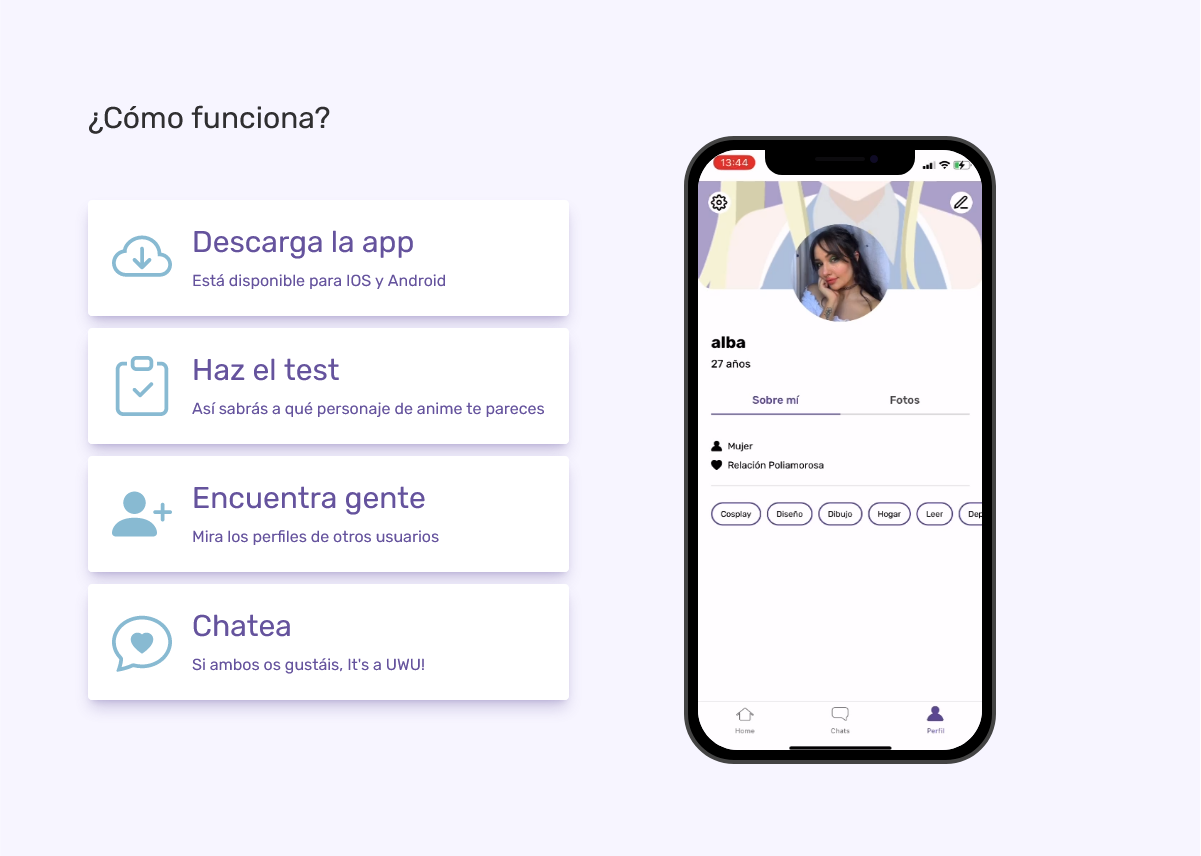 ¿Cómo funciona?
Descarga la app
Está disponible para IOS y Android
Haz el test
Así sabrás a qué personaje de anime te pareces
Encuentra gente
Mira los perfiles de otros usuarios
Chatea
Si ambos os gustáis, It's a UWU!
13:44
alba
27 años
Sobre mí Fotos
Mujer
Relación Poliamorosa
Cosplay Diseño Dibujo Hogar Leer Dep
Home Chats Perfil